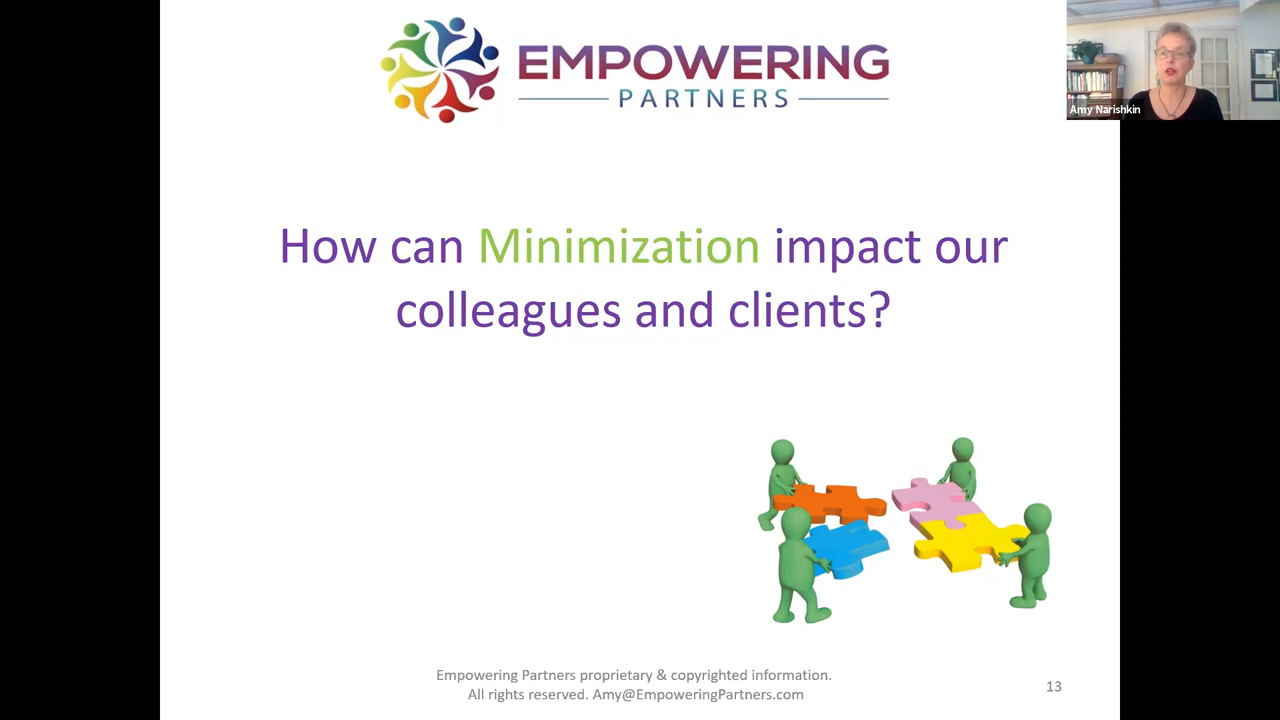 EMPOWERING
PARTNERS
Amy Narishkin
How can Minimization impact our
colleagues and clients?
Empowering Partners proprietary & copyrighted information.
All rights reserved. Amy@EmpoweringPartners.com
13